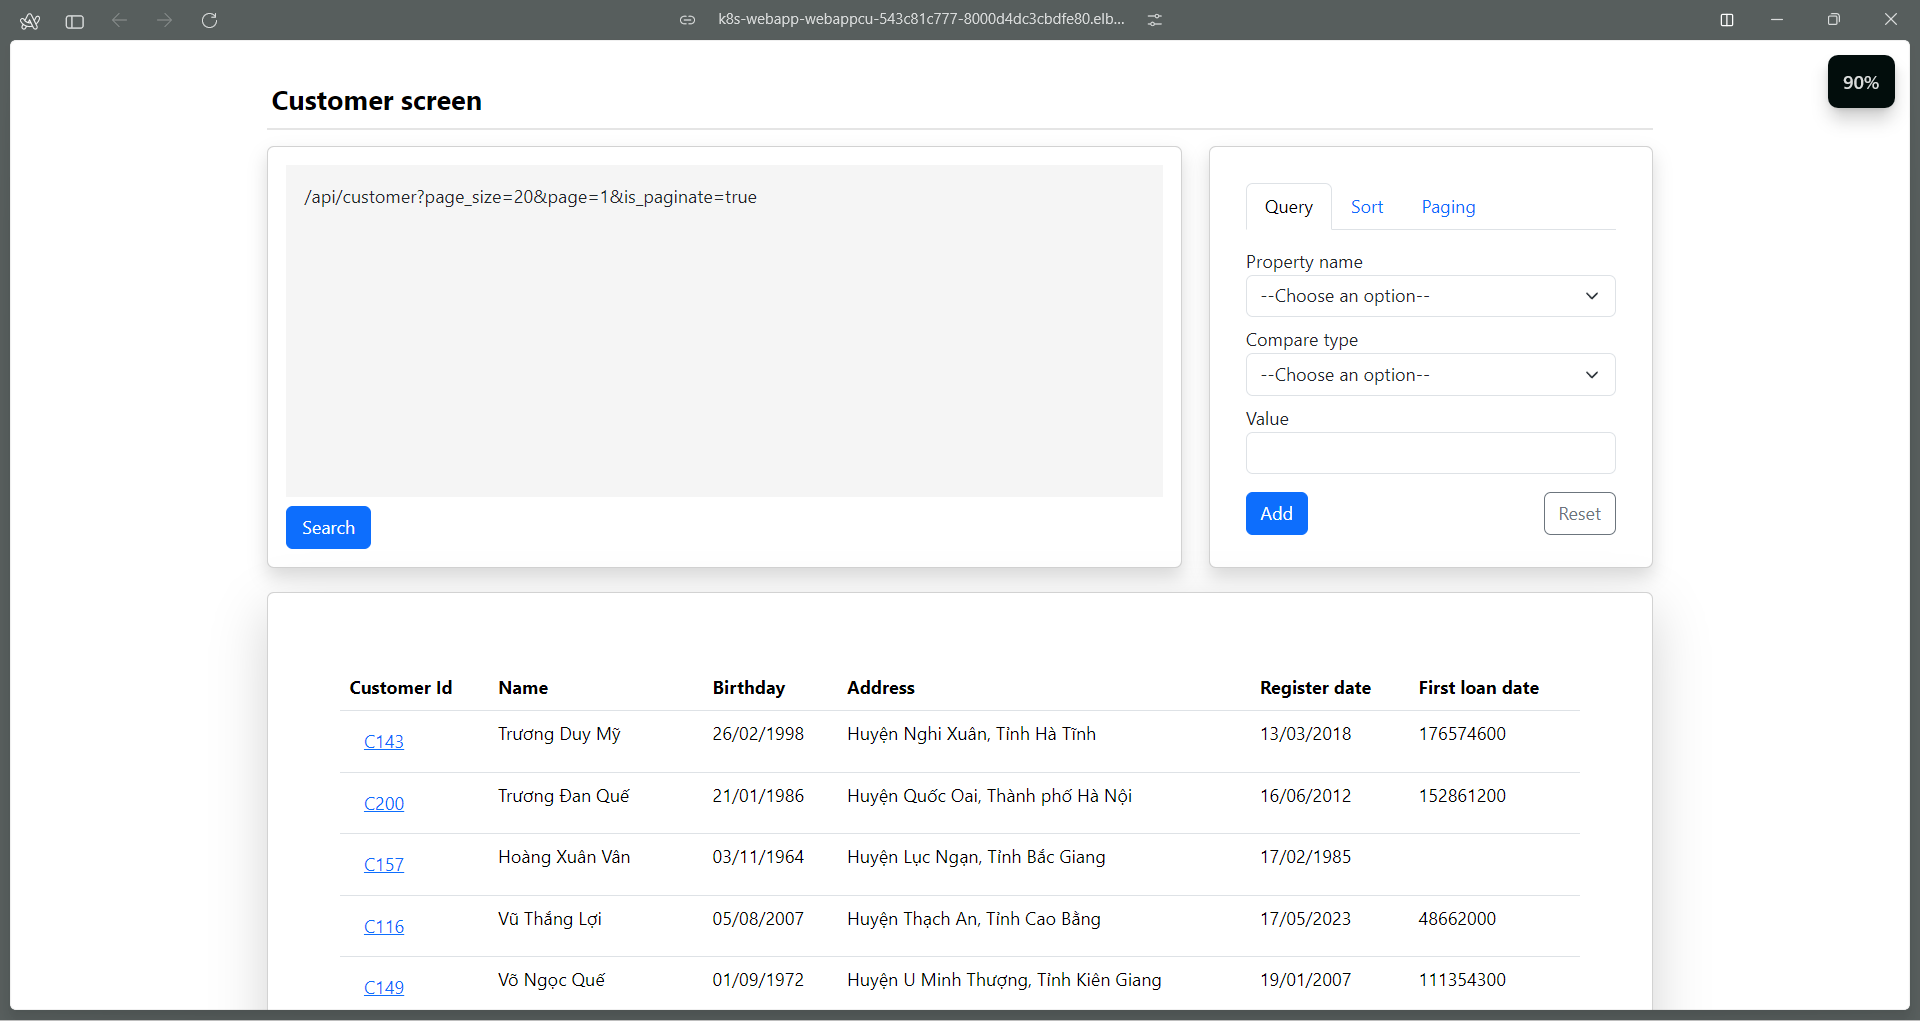 k8s-webapp-webappcu-543c81c777-8000d4dc3cbdfe80.elb...
90%
Customer screen
/api/customer?page_size=20&page=1&is_paginate=true
Search
Query Sort Paging
Property name
--Choose an option--
Compare type
--Choose an option--
Value
Add Reset
Customer Id Name Birthday Address Register date First loan date
C143 Trương Duy Mỹ 26/02/1998 Huyện Nghi Xuân, Tỉnh Hà Tĩnh 13/03/2018 176574600
C200 Trương Đan Quế 21/01/1986 Huyện Quốc Oai, Thành phố Hà Nội 16/06/2012 152861200
C157 Hoàng Xuân Vân 03/11/1964 Huyện Lục Ngạn, Tỉnh Bắc Giang 17/02/1985
C116 Vũ Thắng Lợi 05/08/2007 Huyện Thạch An, Tỉnh Cao Bằng 17/05/2023 48662000
C149 Võ Ngọc Quế 01/09/1972 Huyện U Minh Thượng, Tỉnh Kiên Giang 19/01/2007 111354300